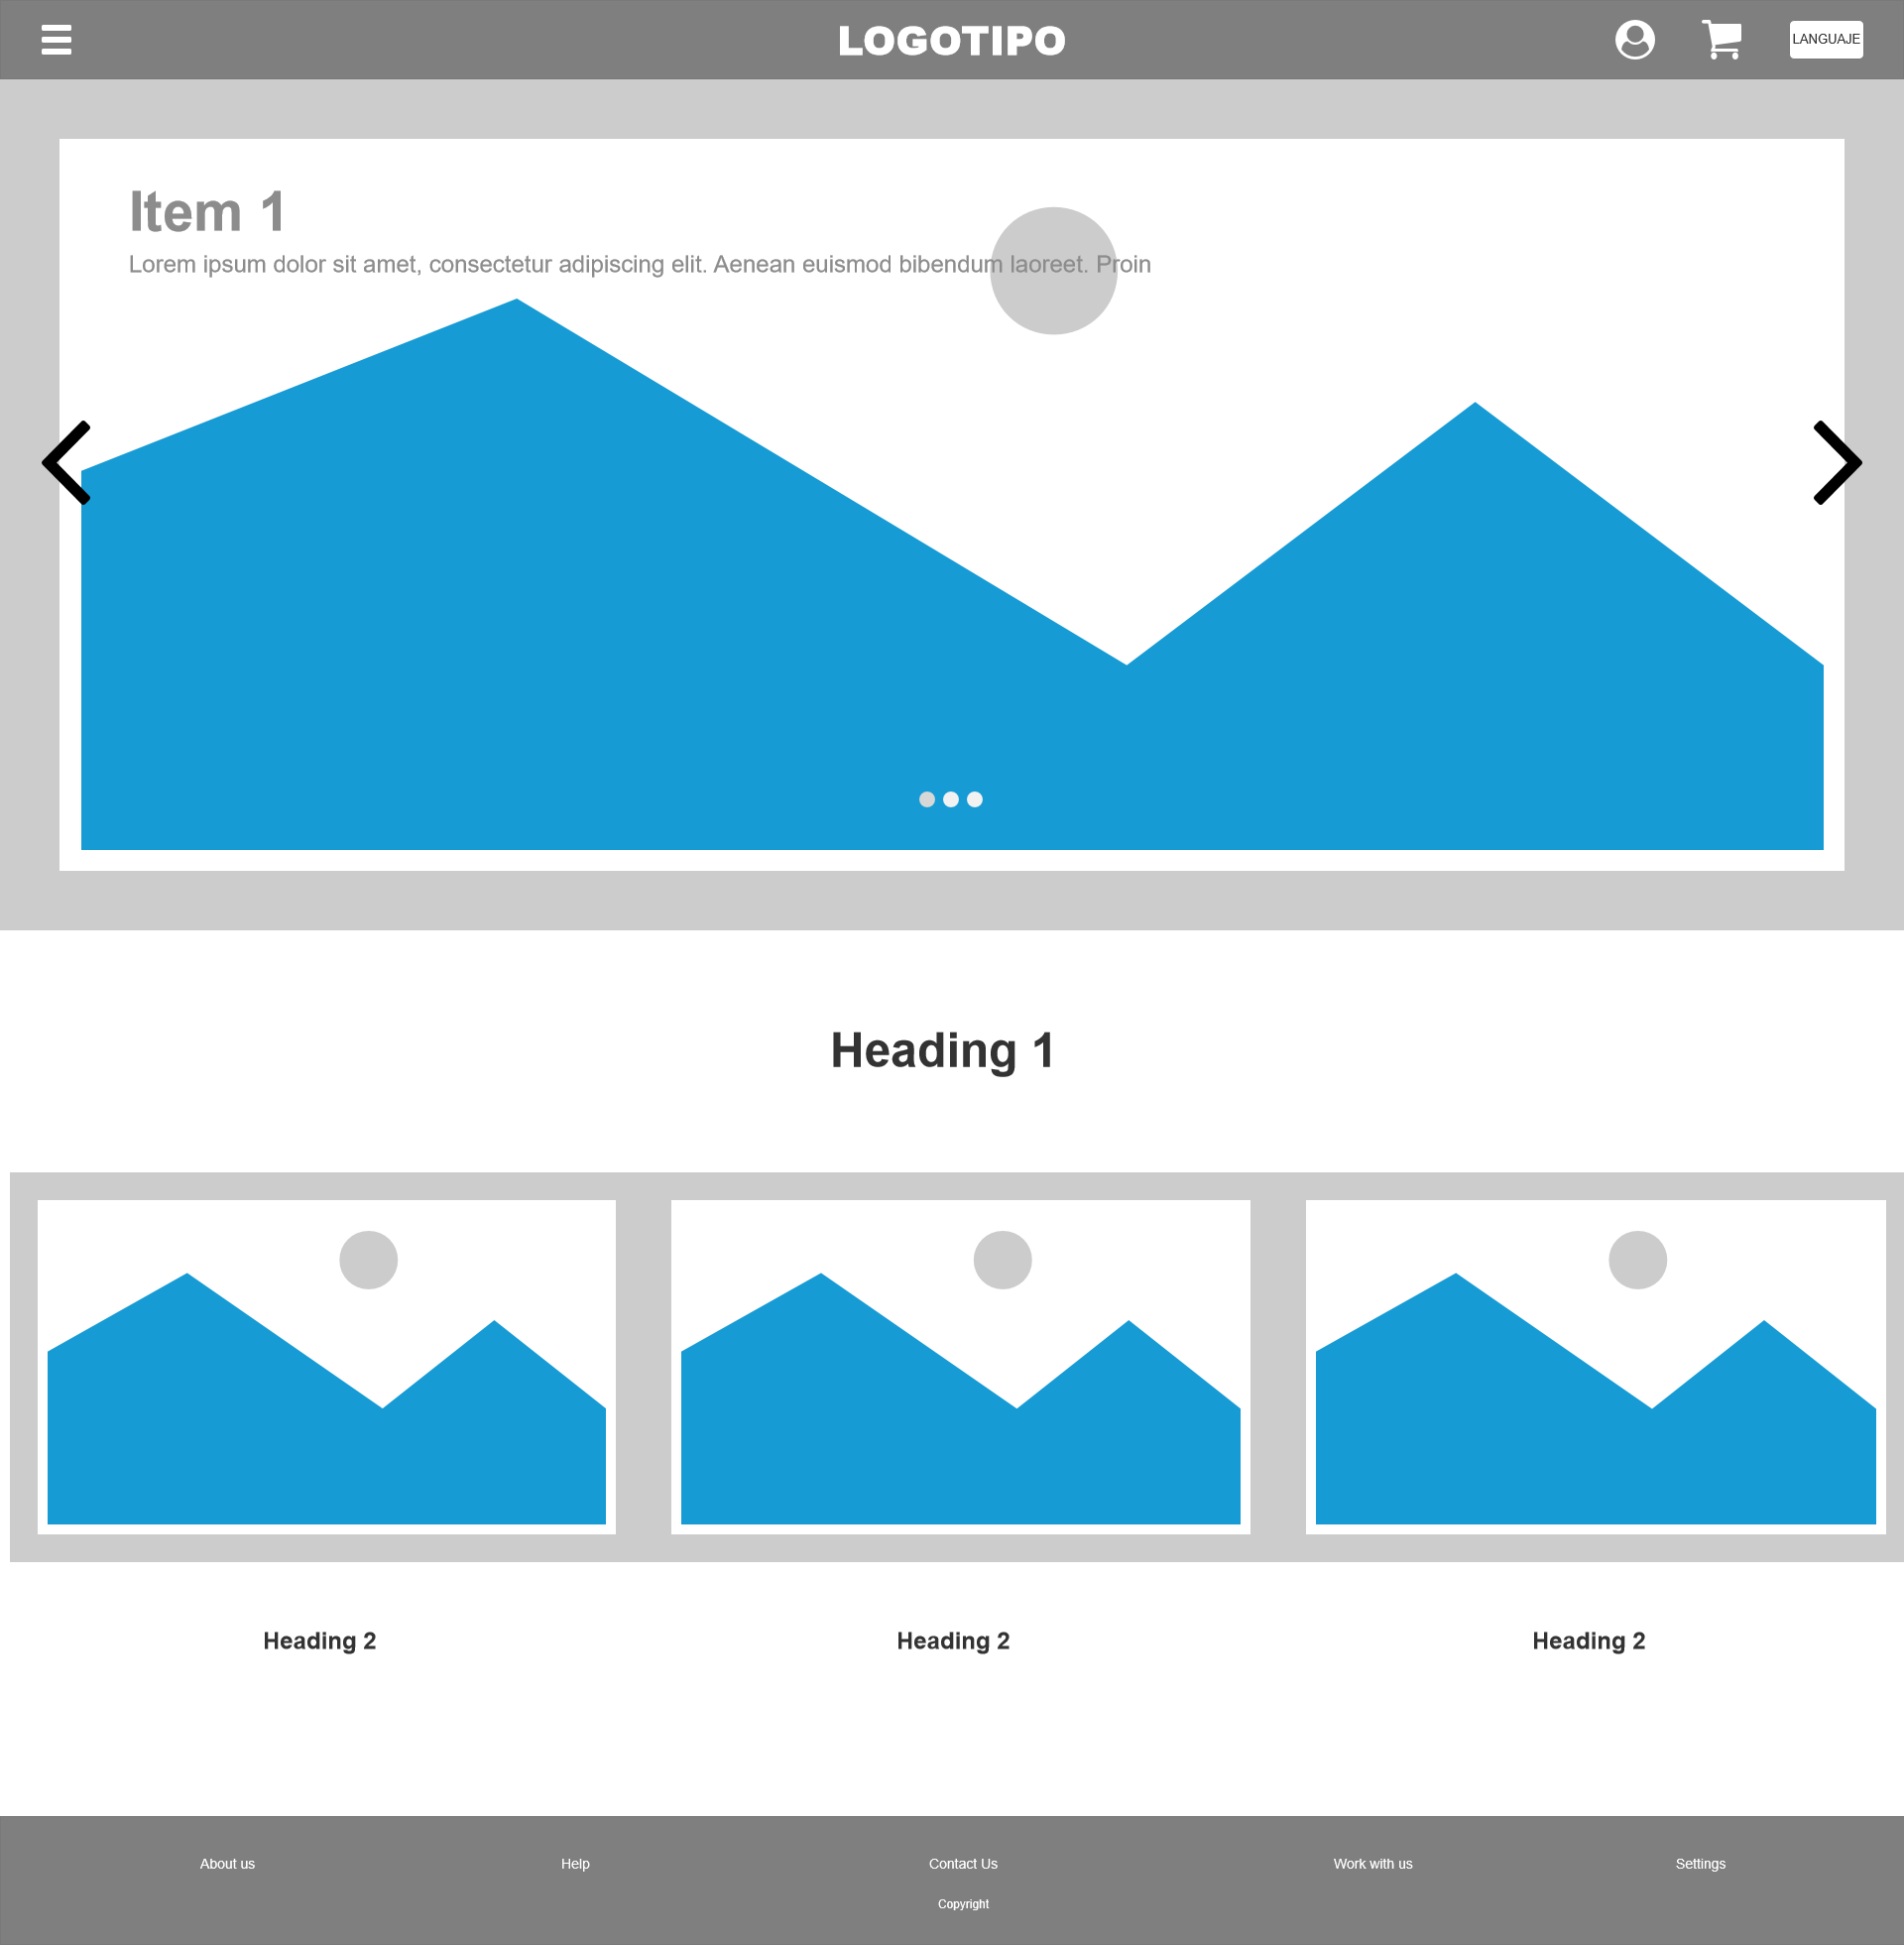 LOGOTIPO
LANGUAJE
Item 1
Lorem ipsum dolor sit amet, consectetur adipiscing elit. Aenean euismod bibendum laoreet. Proin
Heading 1
Heading 2 Heading 2 Heading 2
About us Help Contact Us Work with us Settings
Copyright